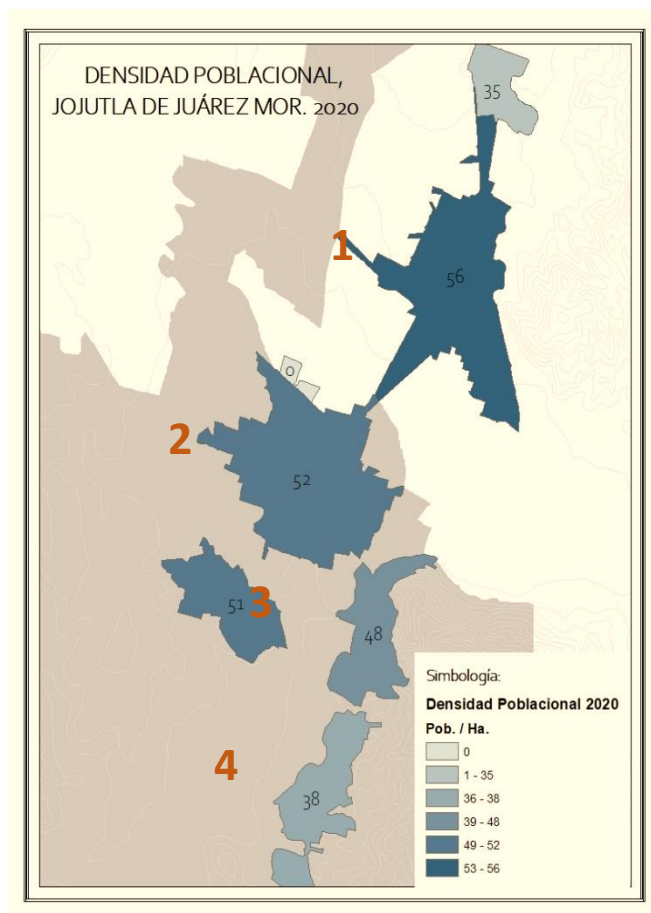 DENSIDAD POBLACIONAL,
JOJUTLA DE JUÁREZ MOR. 2020
35
1
56
0
2
52
51
3
48
4
38
Simbología:
Densidad Poblacional 2020
Pob. / Ha.
0
1 - 35
36 - 38
39 - 48
49 - 52
53 - 56